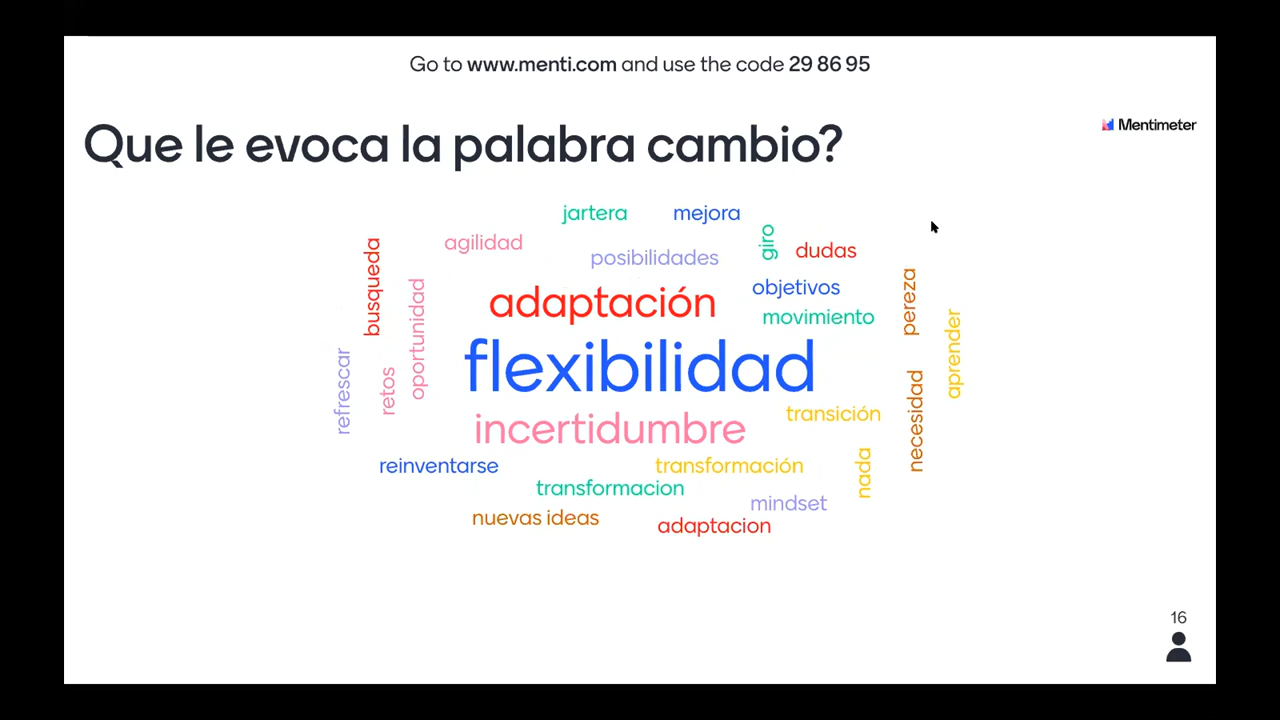 Go to www.menti.com and use the code 29 86 95
Mentimeter
Que le evoca la palabra cambio?
jartera
mejora
agilidad
posibilidades
giro
dudas
busqueda
oportunidad
adaptación
objetivos
movimiento
pereza
aprender
refrescar
retos
flexibilidad
necesidad
incertidumbre
transición
reinventarse
transformación
nada
transformacion
mindset
nuevas ideas
adaptacion
16